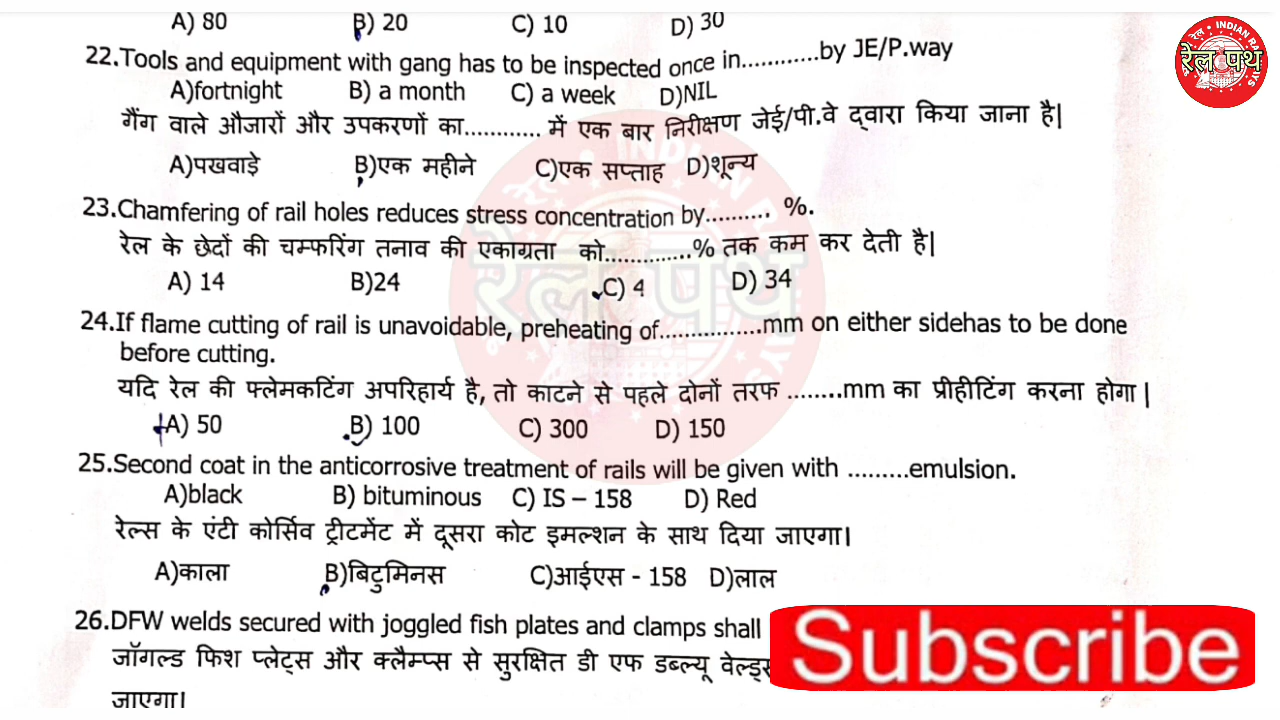 A) 80 B) 20 C) 10 D) 30
22.Tools and equipment with gang has to be inspected once in............by JE/P.way
A)fortnight B) a month C) a week D)NIL
गैंग वाले औजारों और उपकरणों का............ में एक बार निरीक्षण जेई/पी.वे द्वारा किया जाना है|
A)पखवाड़े B)एक महीने C)एक सप्ताह D)शून्य
23.Chamfering of rail holes reduces stress concentration by.......... %.
रेल के छेदों की चम्फरिंग तनाव की एकाग्रता को..............% तक कम कर देती है|
A) 14 B)24 C) 4 D) 34
24.If flame cutting of rail is unavoidable, preheating of...............mm on either sidehas to be done
before cutting.
यदि रेल की फ्लेमकटिंग अपरिहार्य है, तो काटने से पहले दोनों तरफ ........mm का प्रीहीटिंग करना होगा |
A) 50 B) 100 C) 300 D) 150
25.Second coat in the anticorrosive treatment of rails will be given with .........emulsion.
A)black B) bituminous C) IS – 158 D) Red
रेल्स के एंटी कोर्सिव ट्रीटमेंट में दूसरा कोट इमल्शन के साथ दिया जाएगा।
A)काला B)बिटुमिनस C)आईएस - 158 D)लाल
26.DFW welds secured with joggled fish plates and clamps shall
जॉगल्ड फिश प्लेट्स और क्लैम्प्स से सुरक्षित डी एफ डब्ल्यू वेल्ड्स
जाएगा।
Subscribe
INDIAN RAILWAYS
रेल पथ